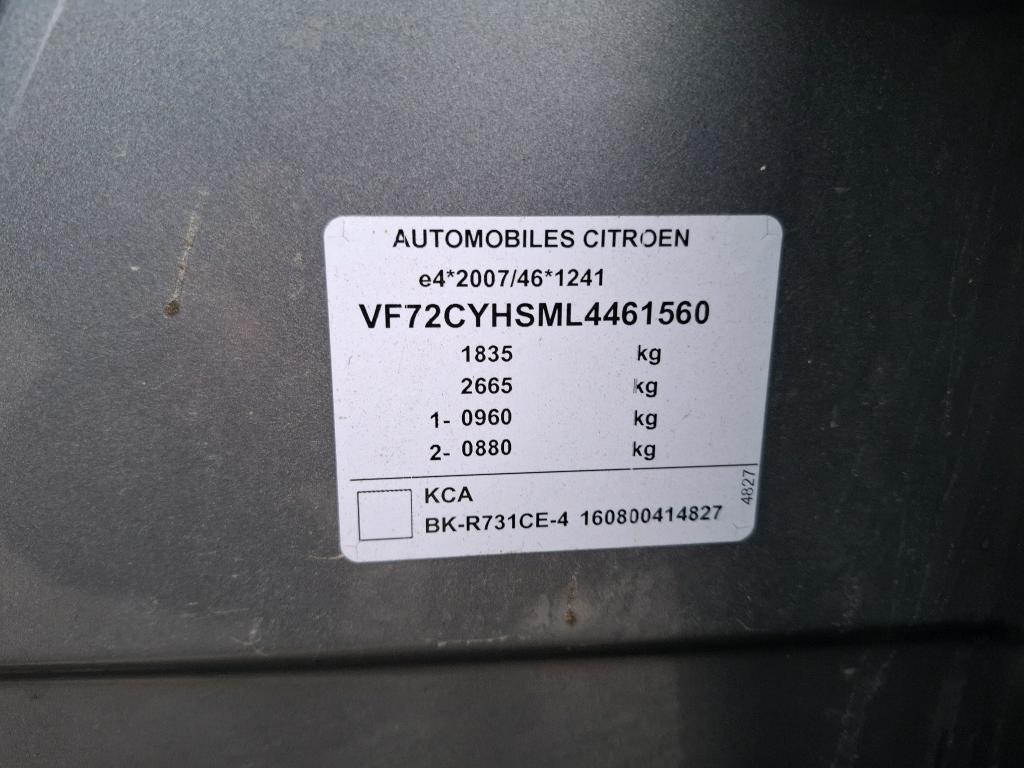 AUTOMOBILES CITROEN
e4*2007/46*1241
VF72CYHSML4461560
1835 kg
2665 kg
1- 0960 kg
2- 0880 kg
KCA
BK-R731CE-4 160800414827
4827